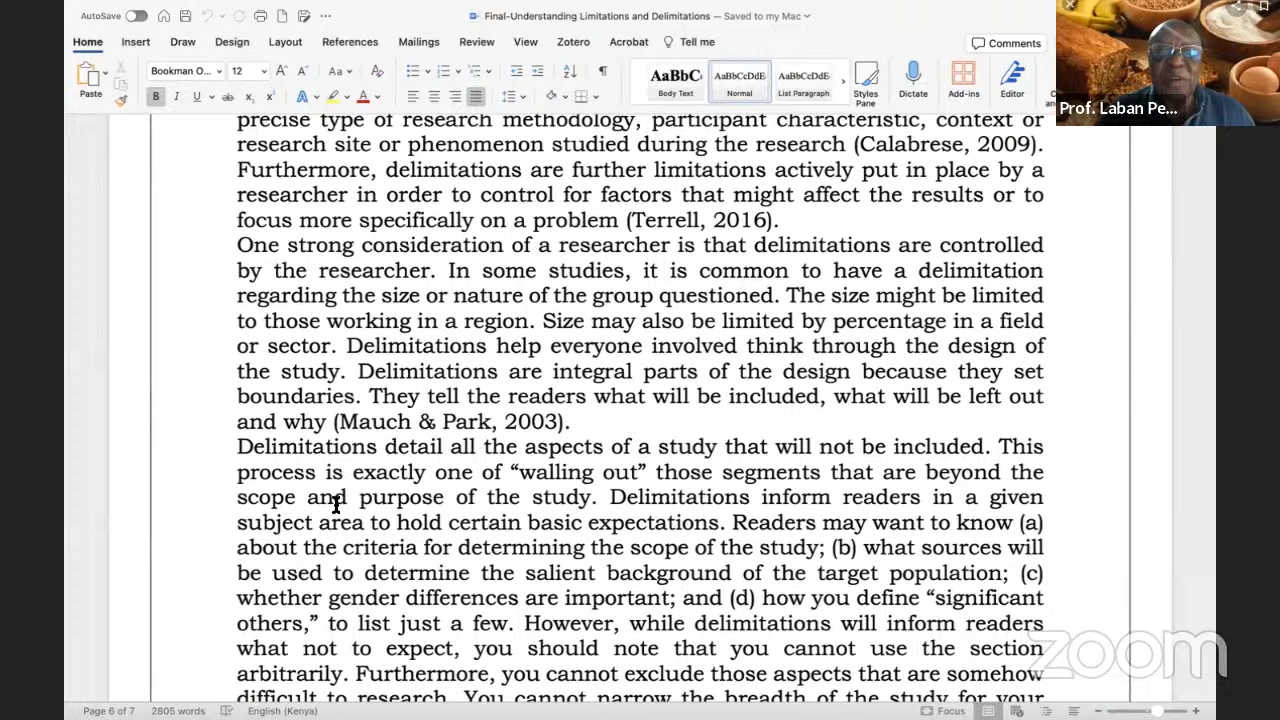 AutoSave
Final-Understanding Limitations and Delimitations — Saved to my Mac
Home Insert Draw Design Layout References Mailings Review View Zotero Acrobat Tell me
Comments
Paste
Bookman O... 12
AaBbC
Body Text
AaBbCcDdE
Normal
AaBbCcDdE
List Paragraph
Styles
Pane
Dictate
Add-ins
Editor
Prof. Laban Pe...
precise type of research methodology, participant characteristic, context or
research site or phenomenon studied during the research (Calabrese, 2009).
Furthermore, delimitations are further limitations actively put in place by a
researcher in order to control for factors that might affect the results or to
focus more specifically on a problem (Terrell, 2016).
One strong consideration of a researcher is that delimitations are controlled
by the researcher. In some studies, it is common to have a delimitation
regarding the size or nature of the group questioned. The size might be limited
to those working in a region. Size may also be limited by percentage in a field
or sector. Delimitations help everyone involved think through the design of
the study. Delimitations are integral parts of the design because they set
boundaries. They tell the readers what will be included, what will be left out
and why (Mauch & Park, 2003).
Delimitations detail all the aspects of a study that will not be included. This
process is exactly one of “walling out” those segments that are beyond the
scope and purpose of the study. Delimitations inform readers in a given
subject area to hold certain basic expectations. Readers may want to know (a)
about the criteria for determining the scope of the study; (b) what sources will
be used to determine the salient background of the target population; (c)
whether gender differences are important; and (d) how you define “significant
others,” to list just a few. However, while delimitations will inform readers
what not to expect, you should note that you cannot use the section
arbitrarily. Furthermore, you cannot exclude those aspects that are somehow
difficult to research. You cannot narrow the breadth of the study for your
zoom
Page 6 of 7 2805 words English (Kenya) Focus